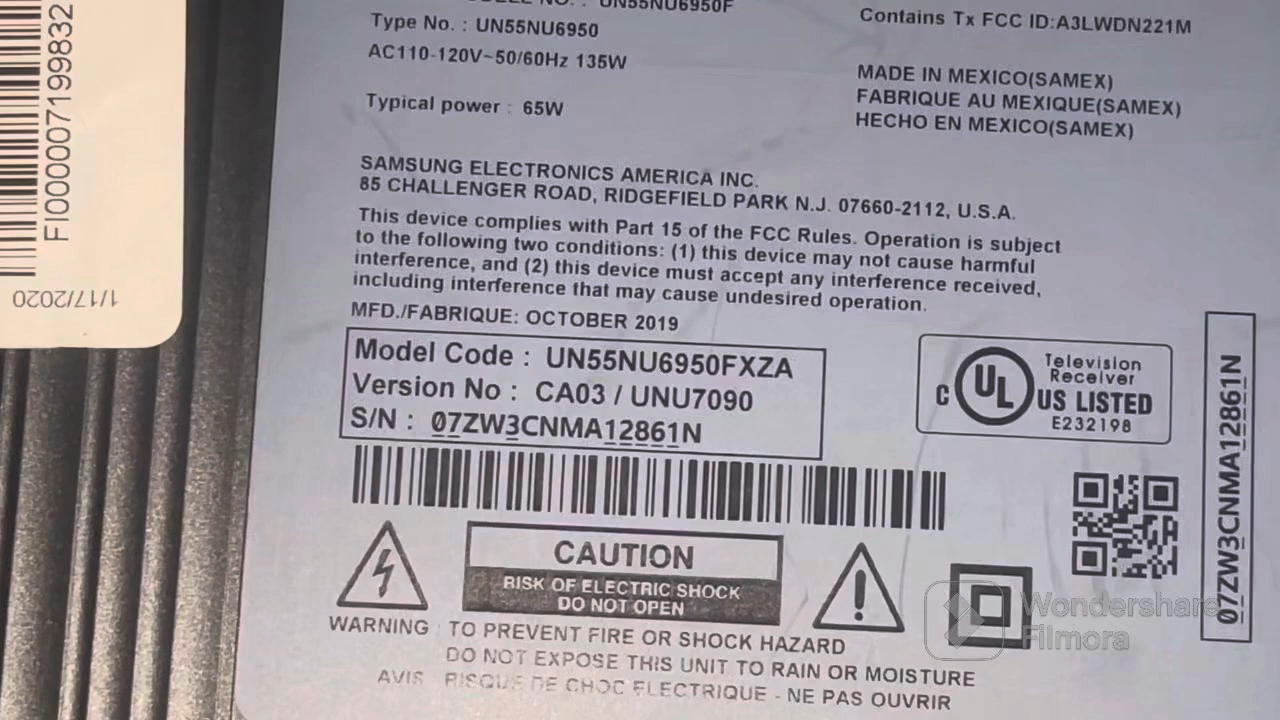 FI000007199832
1/17/2020
UN55NU6950F
Type No. : UN55NU6950
AC110-120V~50/60Hz 135W
Typical power : 65W
Contains Tx FCC ID:A3LWDN221M
MADE IN MEXICO(SAMEX)
FABRIQUE AU MEXIQUE(SAMEX)
HECHO EN MEXICO(SAMEX)
SAMSUNG ELECTRONICS AMERICA INC.
85 CHALLENGER ROAD, RIDGEFIELD PARK N.J. 07660-2112, U.S.A.
This device complies with Part 15 of the FCC Rules. Operation is subject
to the following two conditions: (1) this device may not cause harmful
interference, and (2) this device must accept any interference received,
including interference that may cause undesired operation.
MFD./FABRIQUE: OCTOBER 2019
Model Code : UN55NU6950FXZA
Version No : CA03 / UNU7090
S/N : 07ZW3CNMA12861N
C UL US LISTED
Television
Receiver
E232198
07ZW3CNMA12861N
CAUTION
RISK OF ELECTRIC SHOCK
DO NOT OPEN
WARNING : TO PREVENT FIRE OR SHOCK HAZARD
DO NOT EXPOSE THIS UNIT TO RAIN OR MOISTURE
AVIS : RISQUE DE CHOC ELECTRIQUE - NE PAS OUVRIR
Wondershare
Filmora